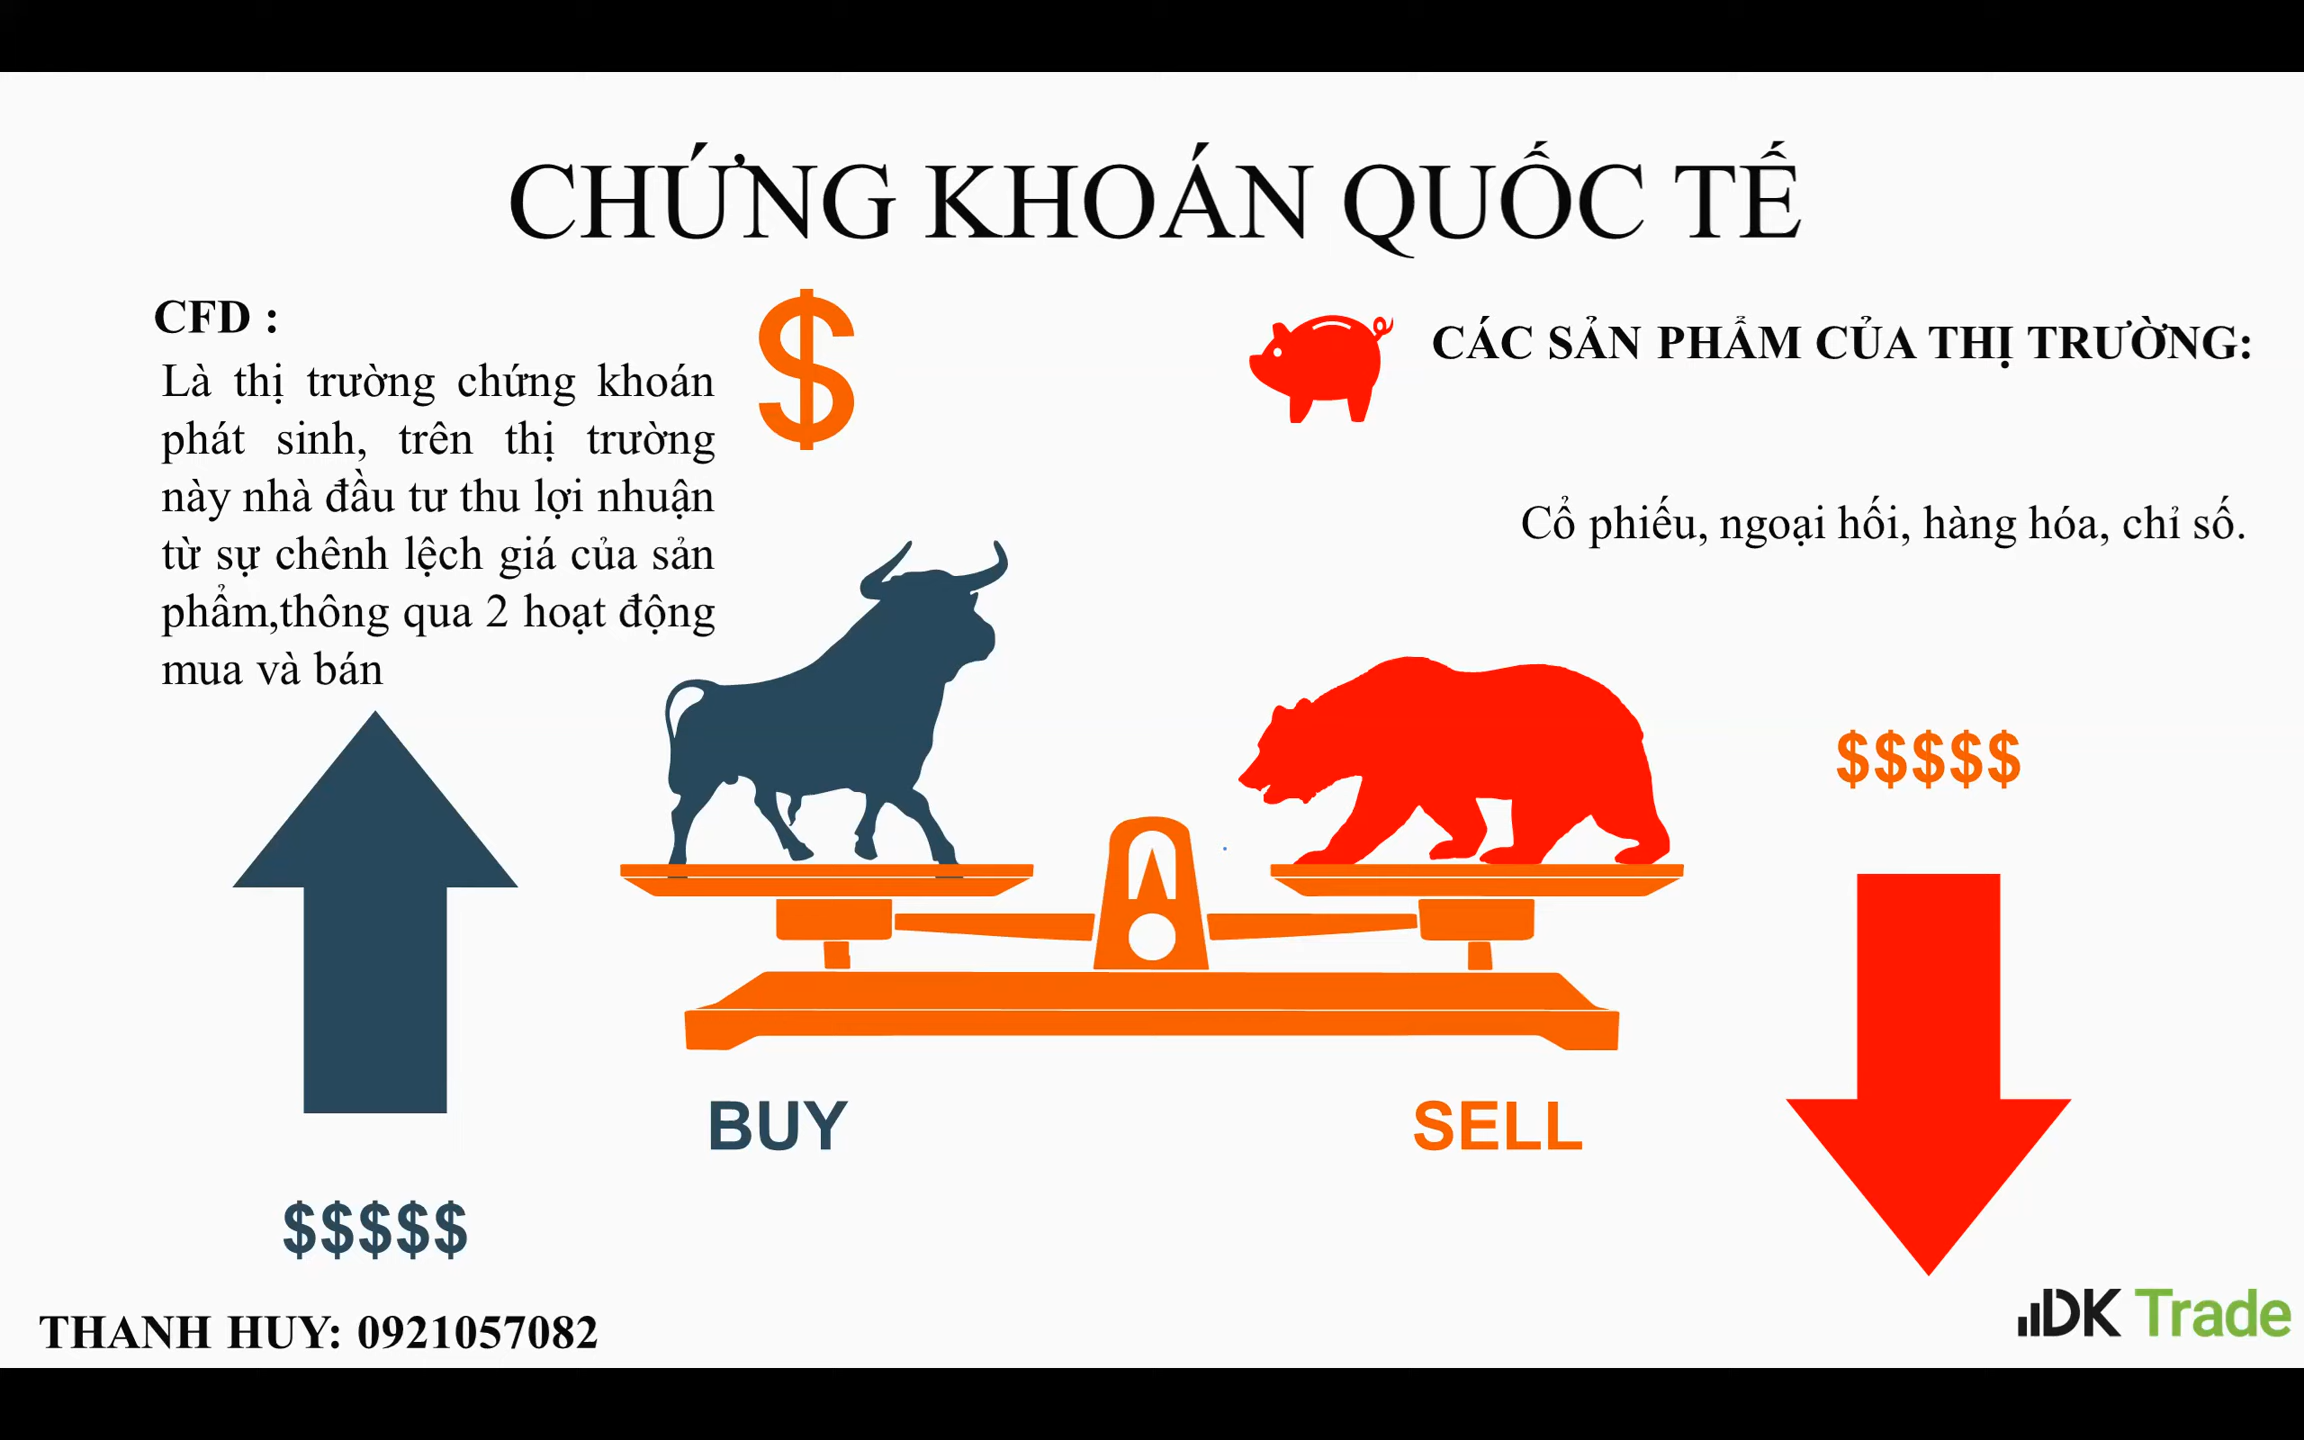 CHỨNG KHOÁN QUỐC TẾ
CFD :
Là thị trường chứng khoán
phát sinh, trên thị trường
này nhà đầu tư thu lợi nhuận
từ sự chênh lệch giá của sản
phẩm,thông qua 2 hoạt động
mua và bán
$
CÁC SẢN PHẨM CỦA THỊ TRƯỜNG:
Cổ phiếu, ngoại hối, hàng hóa, chỉ số.
$$$$$
BUY
SELL
$$$$$
THANH HUY: 0921057082
DK Trade